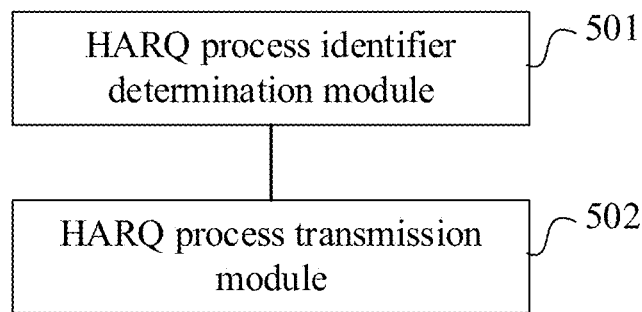 HARQ process identifier
determination module
501
HARQ process transmission
module
502